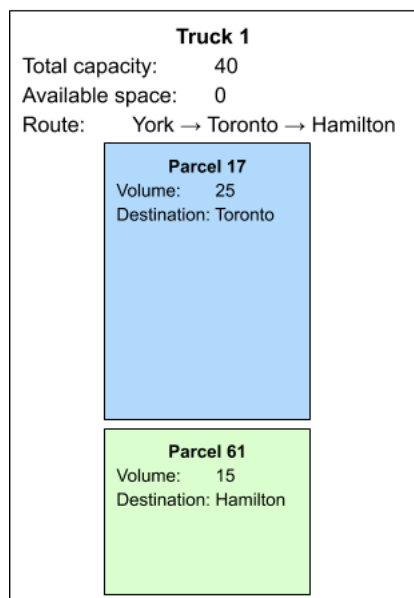 Truck 1
Total capacity: 40
Available space: 0
Route: York → Toronto → Hamilton
Parcel 17
Volume: 25
Destination: Toronto
Parcel 61
Volume: 15
Destination: Hamilton